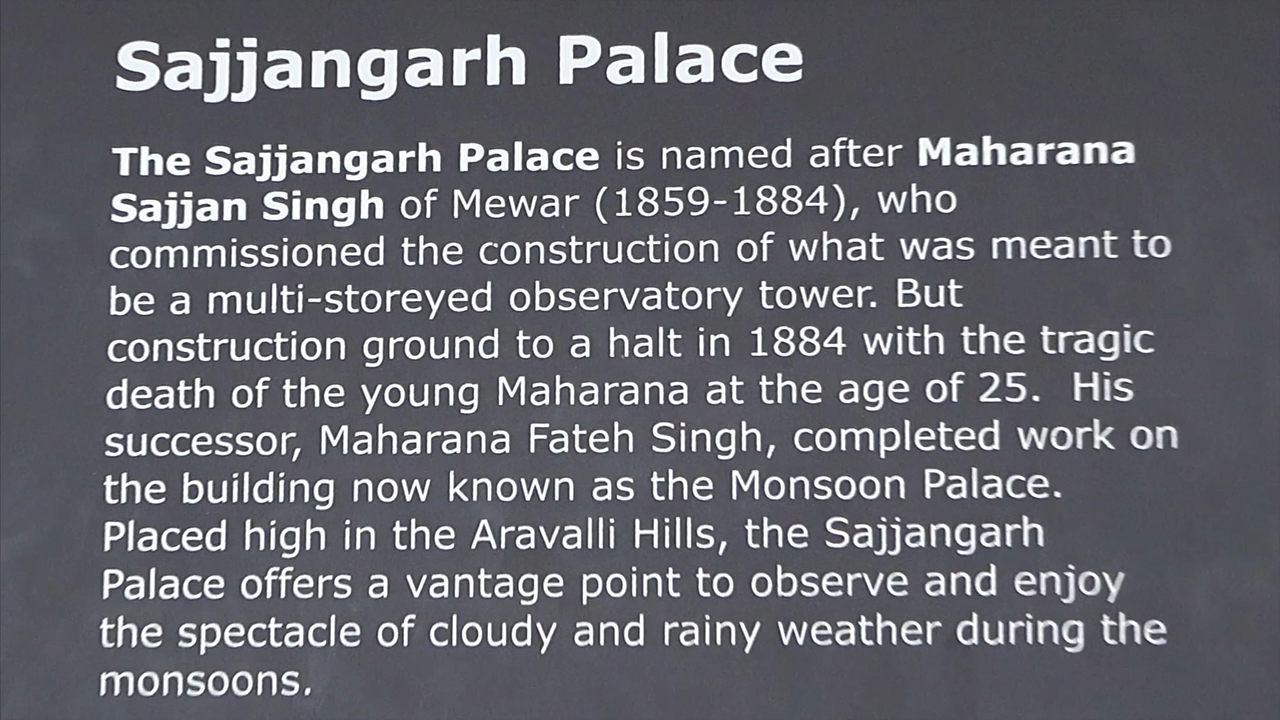 Sajjangarh Palace
The Sajjangarh Palace is named after Maharana
Sajjan Singh of Mewar (1859-1884), who
commissioned the construction of what was meant to
be a multi-storeyed observatory tower. But
construction ground to a halt in 1884 with the tragic
death of the young Maharana at the age of 25.  His
successor, Maharana Fateh Singh, completed work on
the building now known as the Monsoon Palace.
Placed high in the Aravalli Hills, the Sajjangarh
Palace offers a vantage point to observe and enjoy
the spectacle of cloudy and rainy weather during the
monsoons.